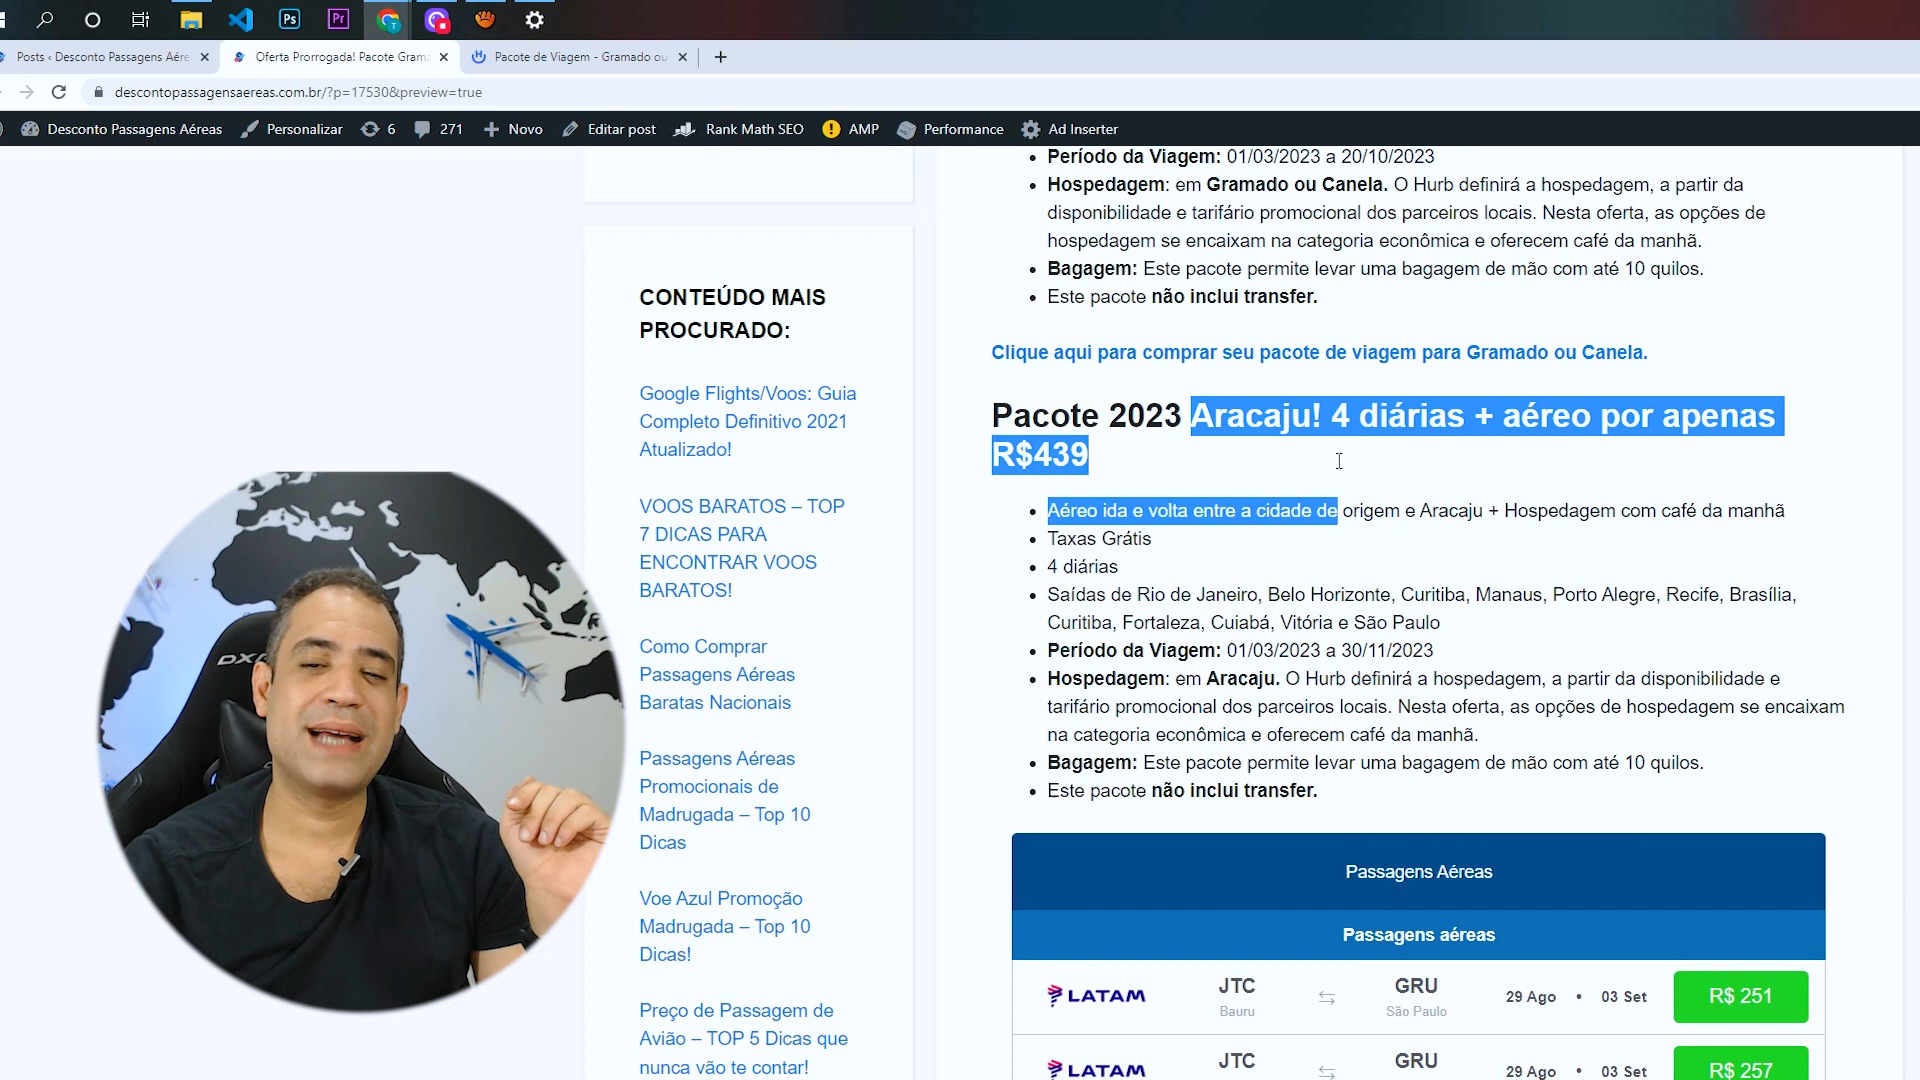 Posts ‹ Desconto Passagens Aére
Oferta Prorrogada! Pacote Grama
Pacote de Viagem - Gramado ou
descontopassagensaereas.com.br/?p=17530&preview=true
Desconto Passagens Aéreas
Personalizar
6
271
Novo
Editar post
Rank Math SEO
AMP
Performance
Ad Inserter
Ps
Pr
CONTEÚDO MAIS
PROCURADO:
Google Flights/Voos: Guia
Completo Definitivo 2021
Atualizado!
VOOS BARATOS – TOP
7 DICAS PARA
ENCONTRAR VOOS
BARATOS!
Como Comprar
Passagens Aéreas
Baratas Nacionais
Passagens Aéreas
Promocionais de
Madrugada – Top 10
Dicas
Voe Azul Promoção
Madrugada – Top 10
Dicas!
Preço de Passagem de
Avião – TOP 5 Dicas que
nunca vão te contar!
Período da Viagem: 01/03/2023 a 20/10/2023
Hospedagem: em Gramado ou Canela. O Hurb definirá a hospedagem, a partir da
disponibilidade e tarifário promocional dos parceiros locais. Nesta oferta, as opções de
hospedagem se encaixam na categoria econômica e oferecem café da manhã.
Bagagem: Este pacote permite levar uma bagagem de mão com até 10 quilos.
Este pacote não inclui transfer.
Clique aqui para comprar seu pacote de viagem para Gramado ou Canela.
Pacote 2023 Aracaju! 4 diárias + aéreo por apenas
R$439
Aéreo ida e volta entre a cidade de origem e Aracaju + Hospedagem com café da manhã
Taxas Grátis
4 diárias
Saídas de Rio de Janeiro, Belo Horizonte, Curitiba, Manaus, Porto Alegre, Recife, Brasília,
Curitiba, Fortaleza, Cuiabá, Vitória e São Paulo
Período da Viagem: 01/03/2023 a 30/11/2023
Hospedagem: em Aracaju. O Hurb definirá a hospedagem, a partir da disponibilidade e
tarifário promocional dos parceiros locais. Nesta oferta, as opções de hospedagem se encaixam
na categoria econômica e oferecem café da manhã.
Bagagem: Este pacote permite levar uma bagagem de mão com até 10 quilos.
Este pacote não inclui transfer.
Passagens Aéreas
Passagens aéreas
LATAM JTC GRU 29 Ago • 03 Set R$ 251
Bauru São Paulo
LATAM JTC GRU 29 Ago • 03 Set R$ 257